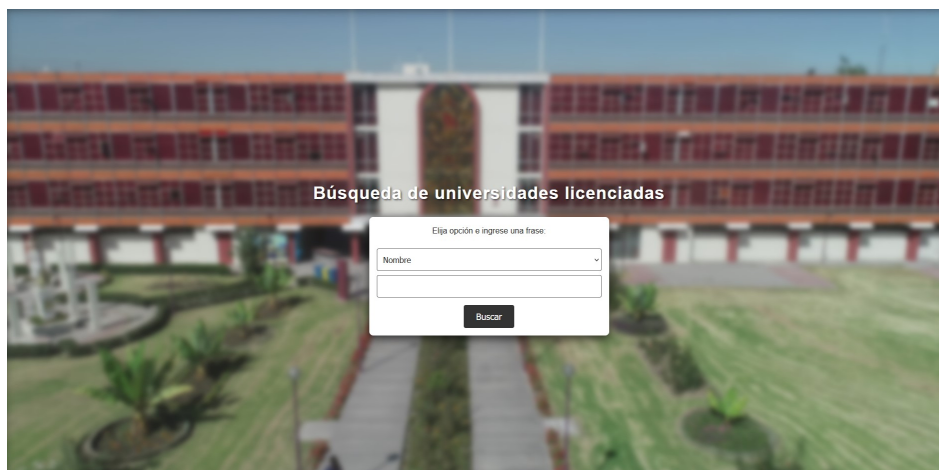 Búsqueda de universidades licenciadas
Elija opción e ingrese una frase:
Nombre
Buscar